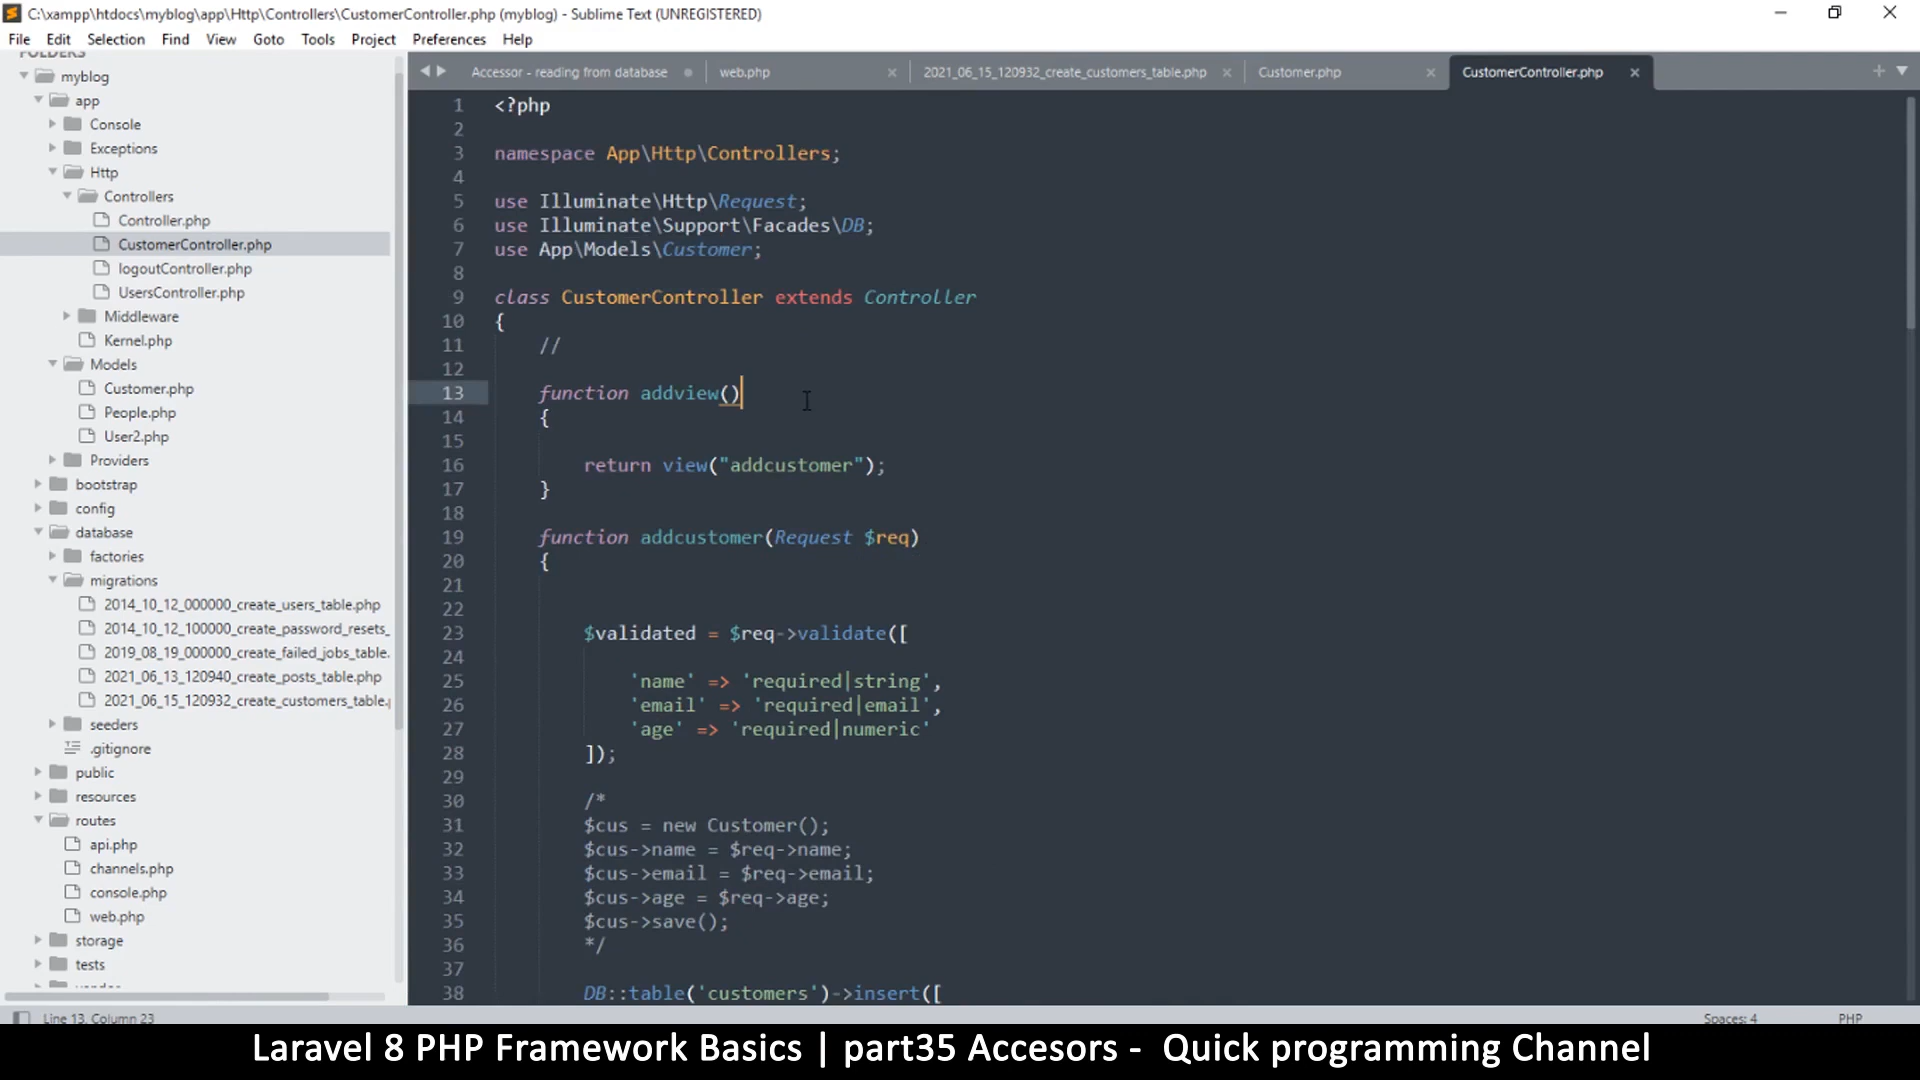 C:\xampp\htdocs\myblog\app\Http\Controllers\CustomerController.php (myblog) - Sublime Text (UNREGISTERED)
File Edit Selection Find View Goto Tools Project Preferences Help
FOLDERS
myblog
app
Console
Exceptions
Http
Controllers
Controller.php
CustomerController.php
logoutController.php
UsersController.php
Middleware
Kernel.php
Models
Customer.php
People.php
User2.php
Providers
bootstrap
config
database
factories
migrations
2014_10_12_000000_create_users_table.php
2014_10_12_100000_create_password_resets_
2019_08_19_000000_create_failed_jobs_table.
2021_06_13_120940_create_posts_table.php
2021_06_15_120932_create_customers_table.p
seeders
.gitignore
public
resources
routes
api.php
channels.php
console.php
web.php
storage
tests
Accessor - reading from database web.php 2021_06_15_120932_create_customers_table.php Customer.php CustomerController.php
1 <?php
2
3 namespace App\Http\Controllers;
4
5 use Illuminate\Http\Request;
6 use Illuminate\Support\Facades\DB;
7 use App\Models\Customer;
8
9 class CustomerController extends Controller
10 {
11 //
12
13 function addview()
14 {
15
16 return view("addcustomer");
17 }
18
19 function addcustomer(Request $req)
20 {
21
22
23 $validated = $req->validate([
24
25 'name' => 'required|string',
26 'email' => 'required|email',
27 'age' => 'required|numeric'
28 ]);
29
30 /*
31 $cus = new Customer();
32 $cus->name = $req->name;
33 $cus->email = $req->email;
34 $cus->age = $req->age;
35 $cus->save();
36 */
37
38 DB::table('customers')->insert([
Line 13, Column 23 Spaces: 4 PHP
Laravel 8 PHP Framework Basics | part35 Accesors - Quick programming Channel